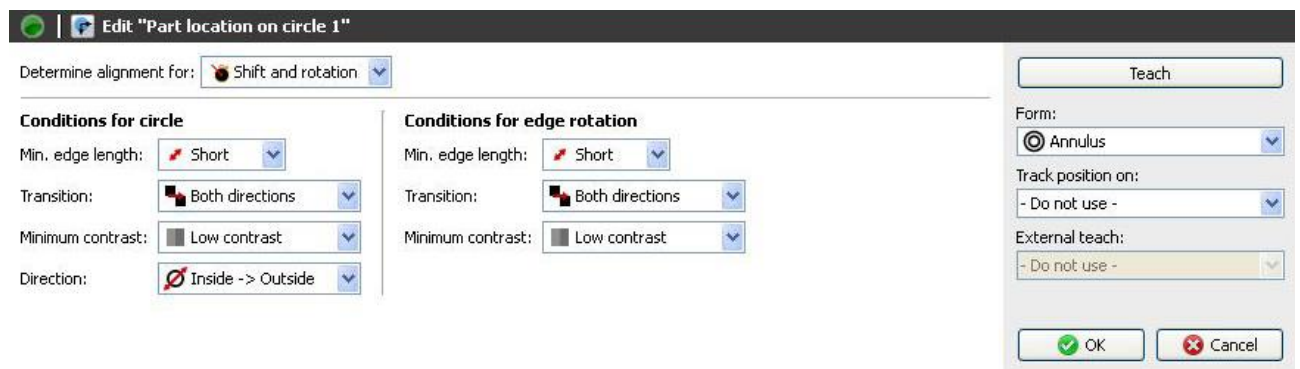 Edit "Part location on circle 1"
Determine alignment for: Shift and rotation
Conditions for circle
Min. edge length: Short
Transition: Both directions
Minimum contrast: Low contrast
Direction: Inside -> Outside
Conditions for edge rotation
Min. edge length: Short
Transition: Both directions
Minimum contrast: Low contrast
Teach
Form:
Annulus
Track position on:
- Do not use -
External teach:
- Do not use -
OK Cancel